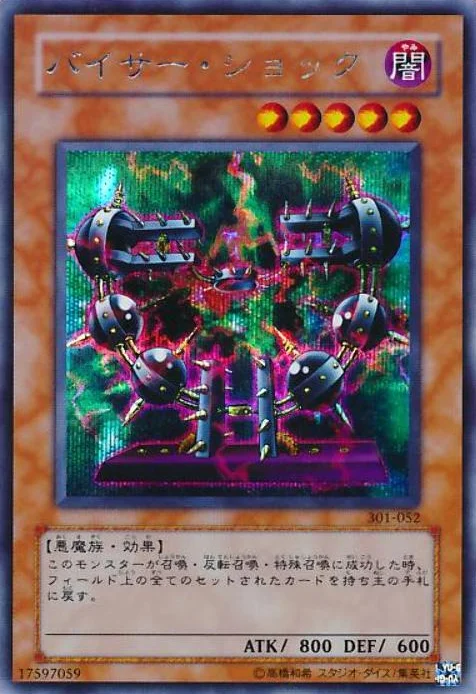 バイサー・ショック
闇
やみ
301-052
【悪魔族・効果】
このモンスターが召喚・反転召喚・特殊召喚に成功した時、
フィールド上の全てのセットされたカードを持ち主の手札
に戻す。
ATK/ 800 DEF/ 600
17597059
©高橋和希 スタジオ・ダイス/集英社